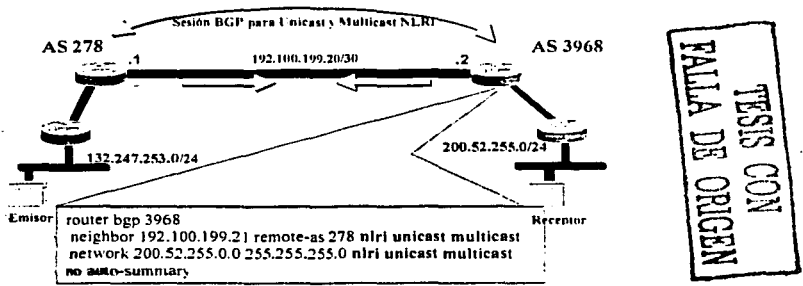 Sesión BGP para Unicast y Multicast NLRI
AS 278
AS 3968
.1
192.100.199.20/30
.2
132.247.253.0/24
200.52.255.0/24
Emisor
Receptor
router bgp 3968
neighbor 192.100.199.21 remote-as 278 nlri unicast multicast
network 200.52.255.0.0 255.255.255.0 nlri unicast multicast
no auto-summary
TESIS CON
FALLA DE ORIGEN